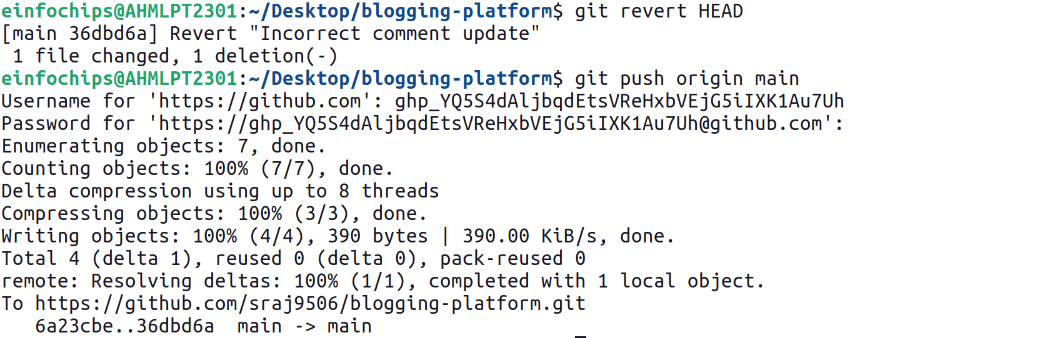 einfochips@AHMLPT2301:~/Desktop/blogging-platform$ git revert HEAD
[main 36dbd6a] Revert "Incorrect comment update"
 1 file changed, 1 deletion(-)
einfochips@AHMLPT2301:~/Desktop/blogging-platform$ git push origin main
Username for 'https://github.com': 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
Password for 'https://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@github.com':
Enumerating objects: 7, done.
Counting objects: 100% (7/7), done.
Delta compression using up to 8 threads
Compressing objects: 100% (3/3), done.
Writing objects: 100% (4/4), 390 bytes | 390.00 KiB/s, done.
Total 4 (delta 1), reused 0 (delta 0), pack-reused 0
remote: Resolving deltas: 100% (1/1), completed with 1 local object.
To https://github.com/sraj9506/blogging-platform.git
   6a23cbe..36dbd6a  main -> main